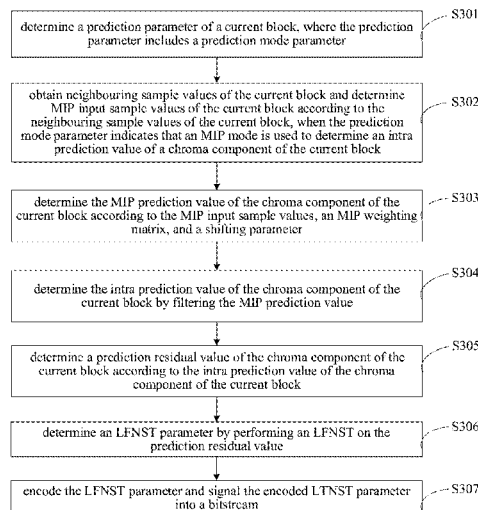 determine a prediction parameter of a current block, where the prediction
parameter includes a prediction mode parameter
S301
obtain neighbouring sample values of the current block and determine
MIP input sample values of the current block according to the
neighbouring sample values of the current block, when the prediction
mode parameter indicates that an MIP mode is used to determine an intra
prediction value of a chroma component of the current block
S302
determine the MIP prediction value of the chroma component of the
current block according to the MIP input sample values, an MIP weighting
matrix, and a shifting parameter
S303
determine the intra prediction value of the chroma component of the
current block by filtering the MIP prediction value
S304
determine a prediction residual value of the chroma component of the
current block according to the intra prediction value of the chroma
component of the current block
S305
determine an LFNST parameter by performing an LFNST on the
prediction residual value
S306
encode the LFNST parameter and signal the encoded LTNST parameter
into a bitstream
S307